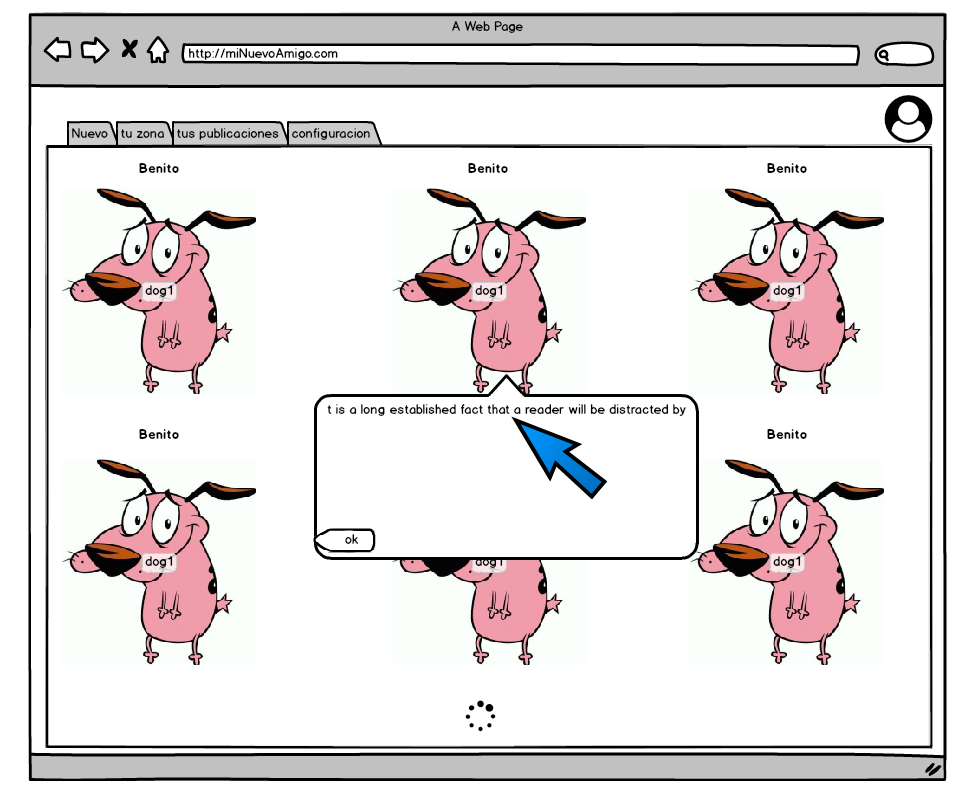 A Web Page
http://miNuevoAmigo.com
Nuevo tu zona tus publicaciones configuracion
Benito Benito Benito
dog1 dog1 dog1
t is a long established fact that a reader will be distracted by
Benito Benito
ok
dog1 dog1 dog1